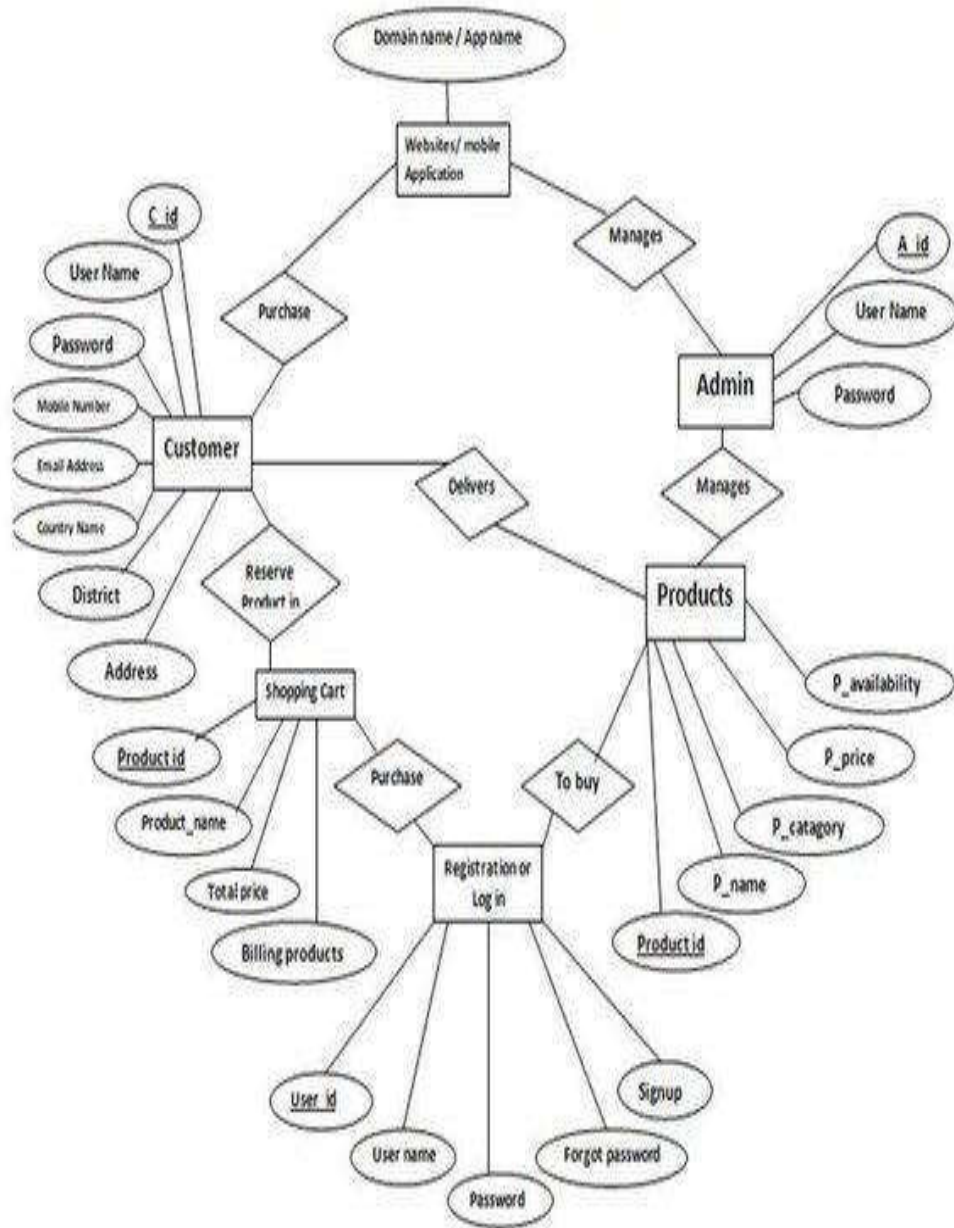 Domain name / App name
Websites/ mobile
Application
C_id
Manages
A_id
User Name
User Name
Purchase
Password
Admin
Password
Mobile Number
Customer
Email Address
Delivers
Manages
Country Name
Reserve
Product in
District
Products
Address
Shopping Cart
P_availability
Product id
Purchase
To buy
P_price
Product_name
P_catagory
Total price
Registration or
Log in
P_name
Billing products
Product id
User_id
Signup
User name
Forgot password
Password